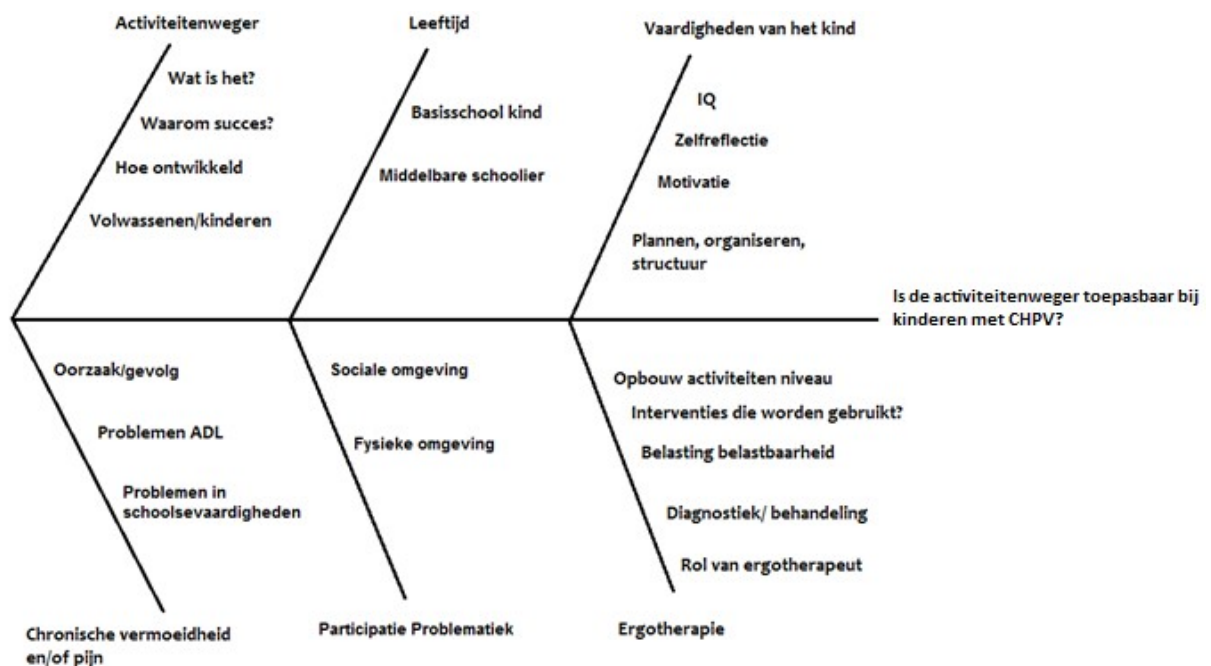 Activiteitenweger
Wat is het?
Waarom succes?
Hoe ontwikkeld
Volwassenen/kinderen
Leeftijd
Basisschool kind
Middelbare schoolier
Vaardigheden van het kind
IQ
Zelfreflectie
Motivatie
Plannen, organiseren,
structuur
Is de activiteitenweger toepasbaar bij
kinderen met CHPV?
Oorzaak/gevolg
Problemen ADL
Problemen in
schoolsevaardigheden
Chronische vermoeidheid
en/of pijn
Sociale omgeving
Fysieke omgeving
Participatie Problematiek
Opbouw activiteiten niveau
Interventies die worden gebruikt?
Belasting belastbaarheid
Diagnostiek/ behandeling
Rol van ergotherapeut
Ergotherapie